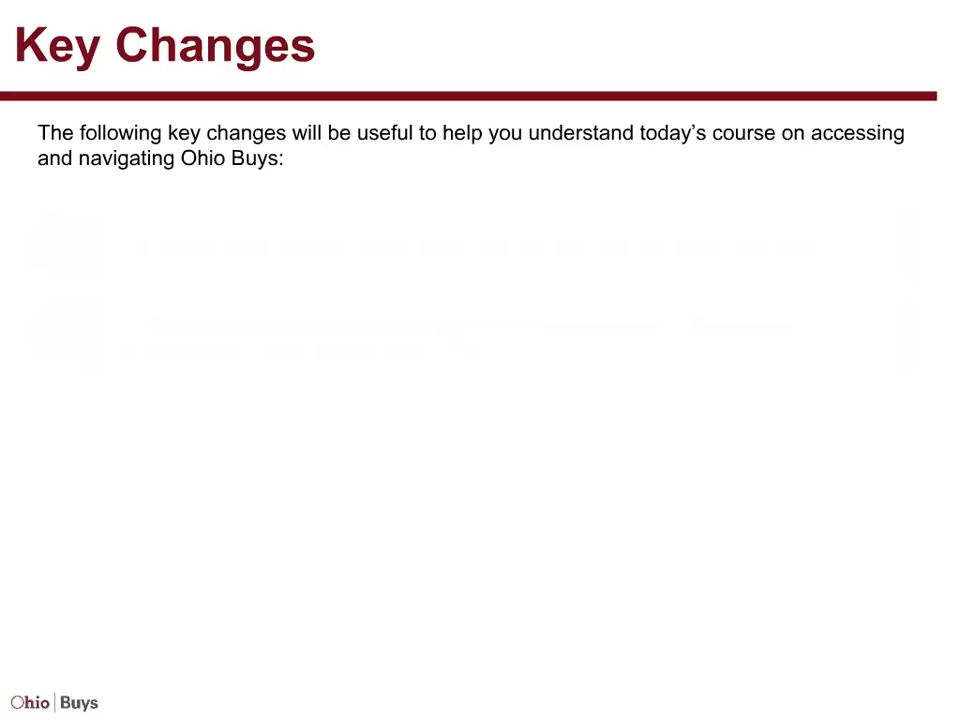 Key Changes
The following key changes will be useful to help you understand today’s course on accessing
and navigating Ohio Buys:
Ohio Buys